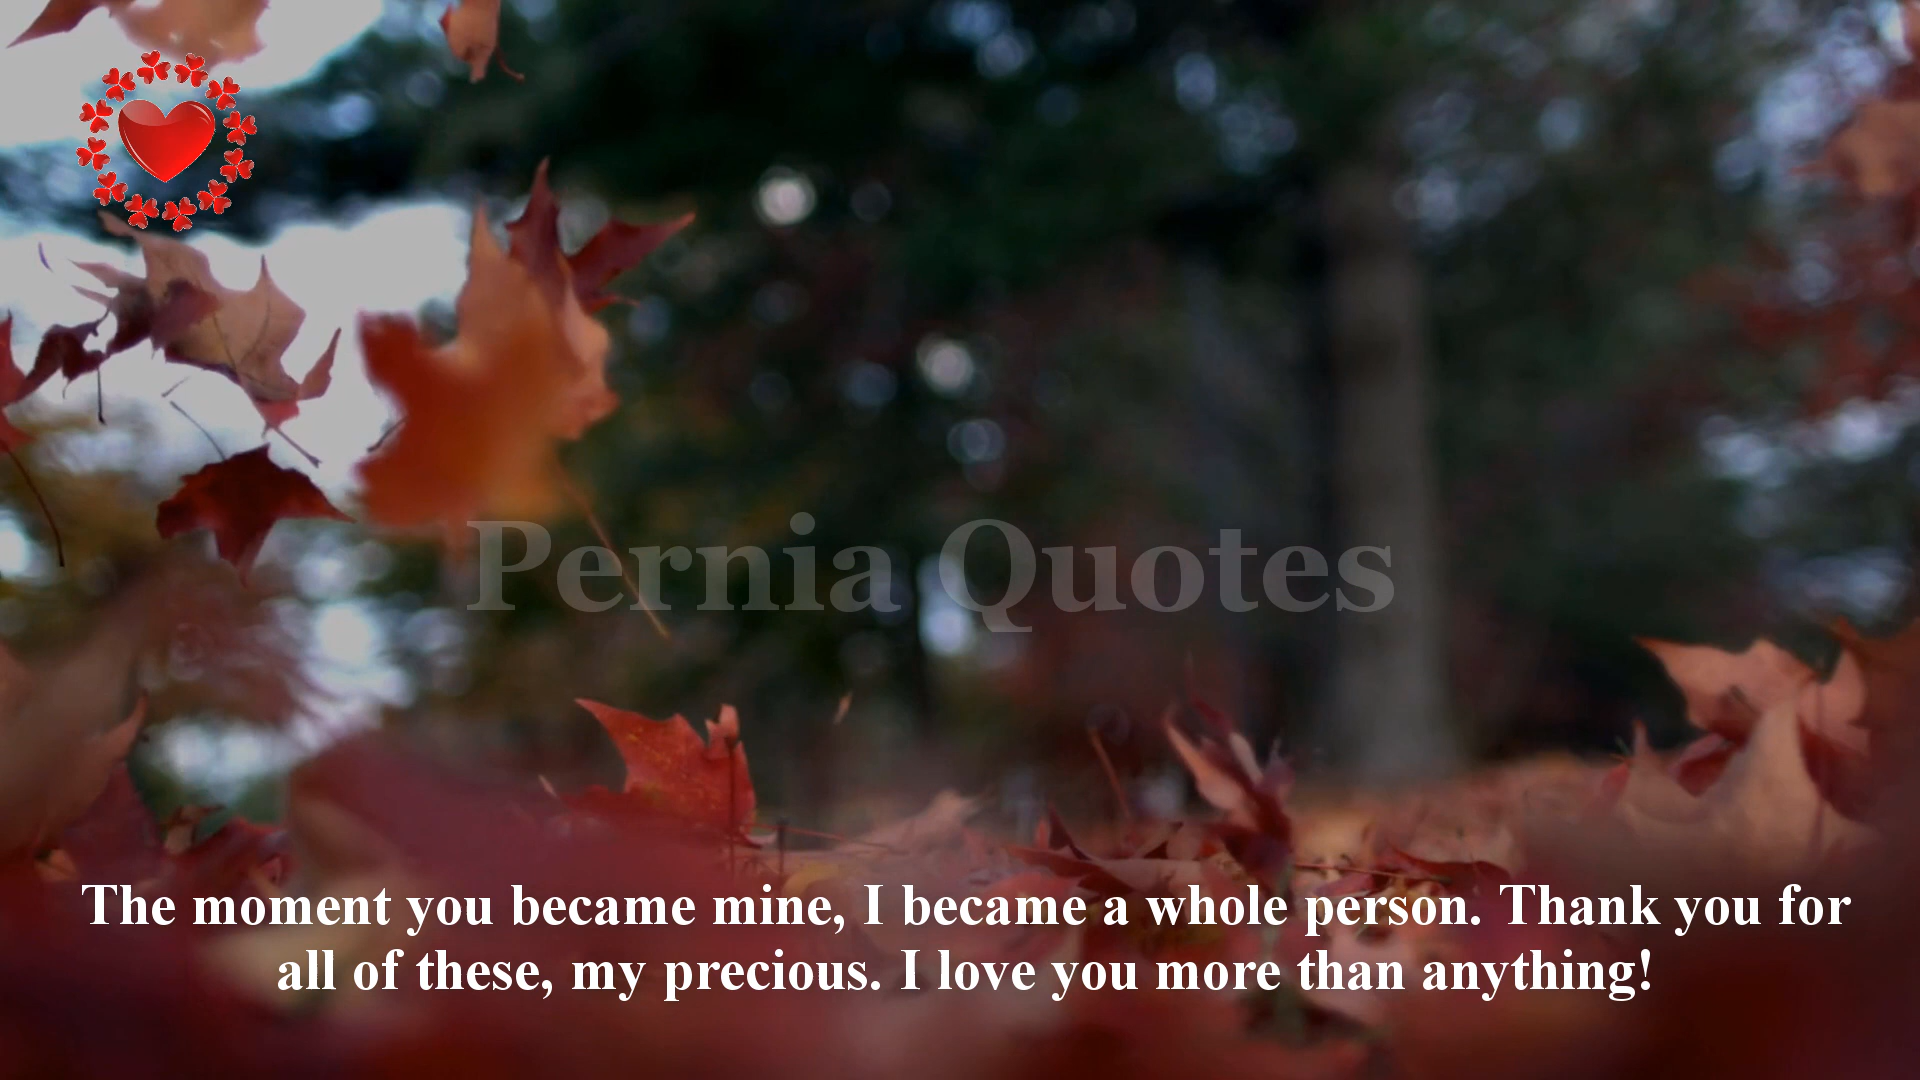 Pernia Quotes
The moment you became mine, I became a whole person. Thank you for
all of these, my precious. I love you more than anything!